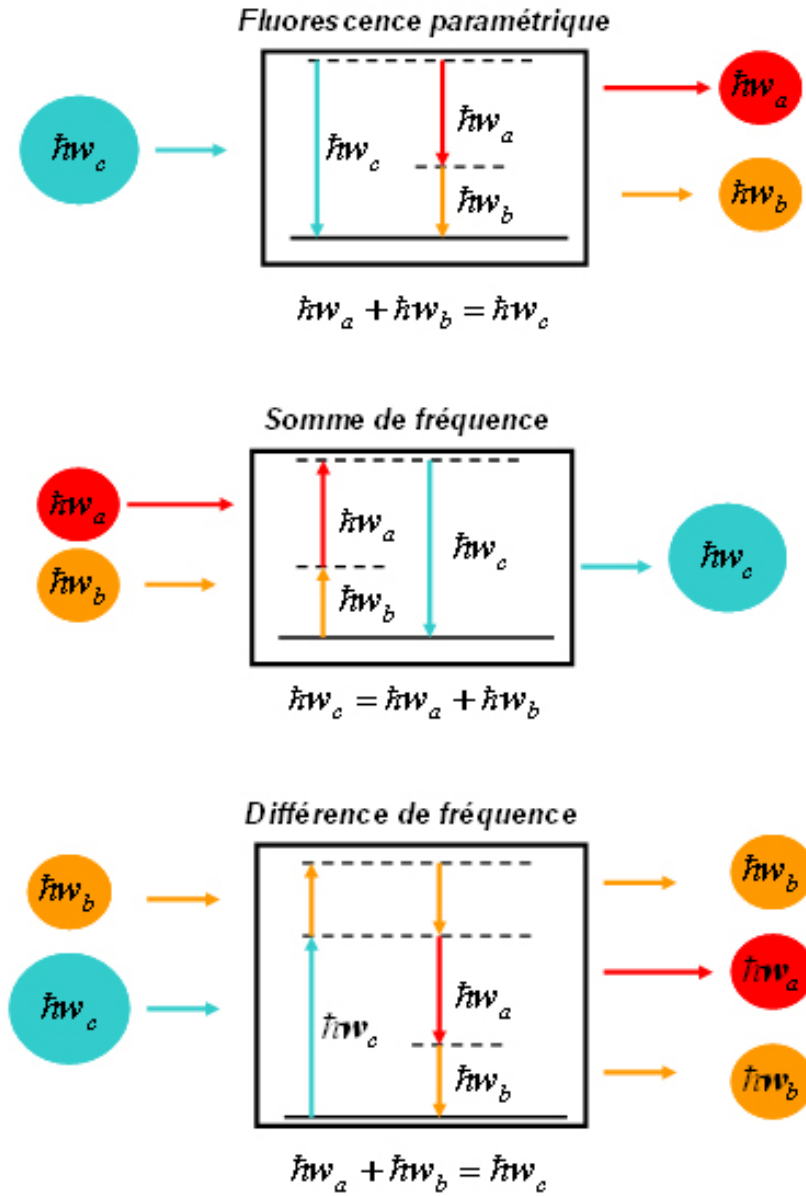 Fluorescence paramétrique
ħw_c
ħw_c
ħw_a
ħw_b
ħw_a
ħw_b
ħw_a + ħw_b = ħw_c
Somme de fréquence
ħw_a
ħw_b
ħw_a
ħw_b
ħw_c
ħw_c
ħw_c = ħw_a + ħw_b
Différence de fréquence
ħw_b
ħw_c
ħw_c
ħw_a
ħw_b
ħw_b
ħw_a
ħw_b
ħw_a + ħw_b = ħw_c